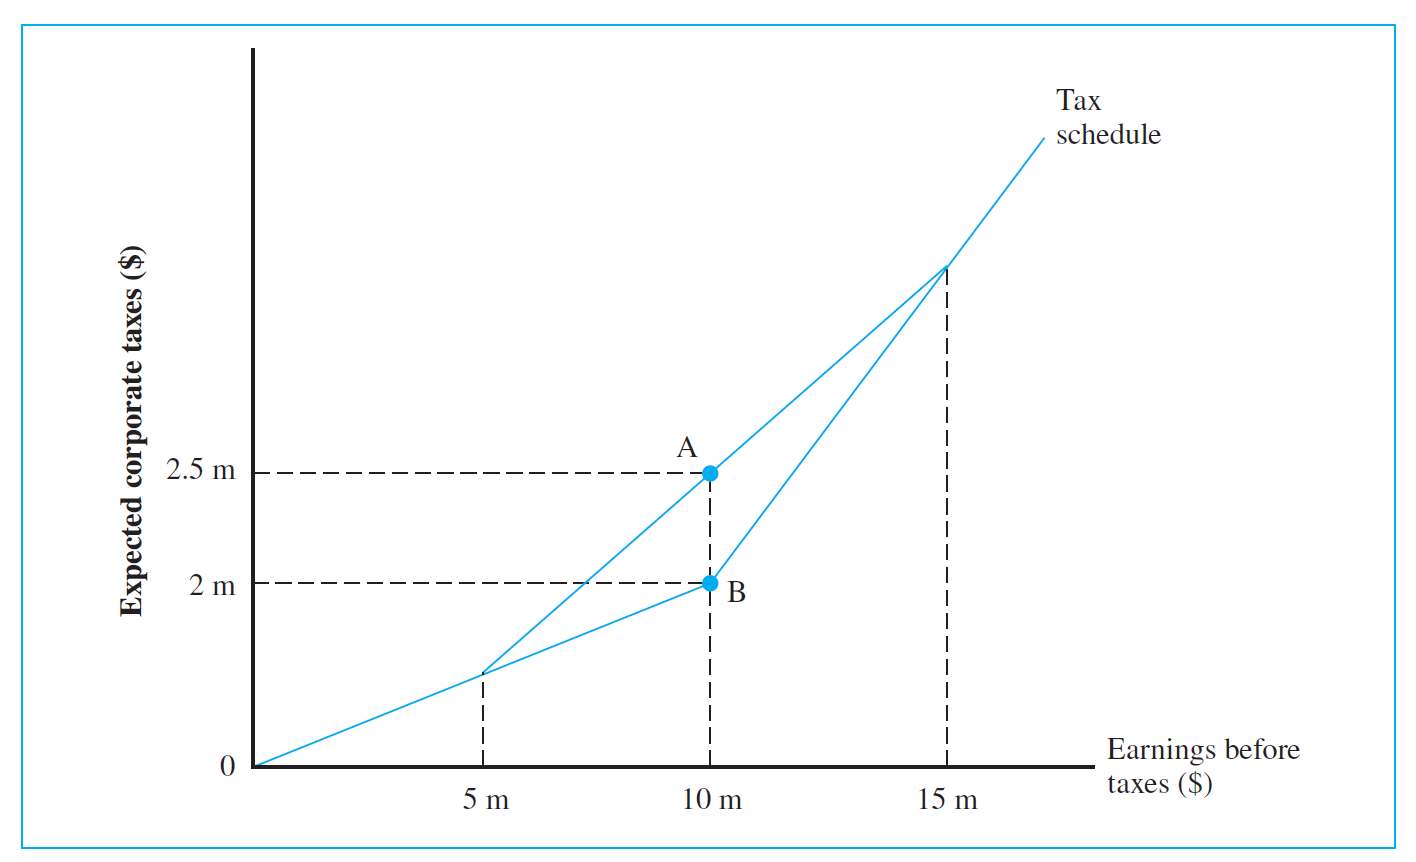 Tax
schedule
Expected corporate taxes ($)
A
2.5 m
2 m
B
0
5 m
10 m
15 m
Earnings before
taxes ($)